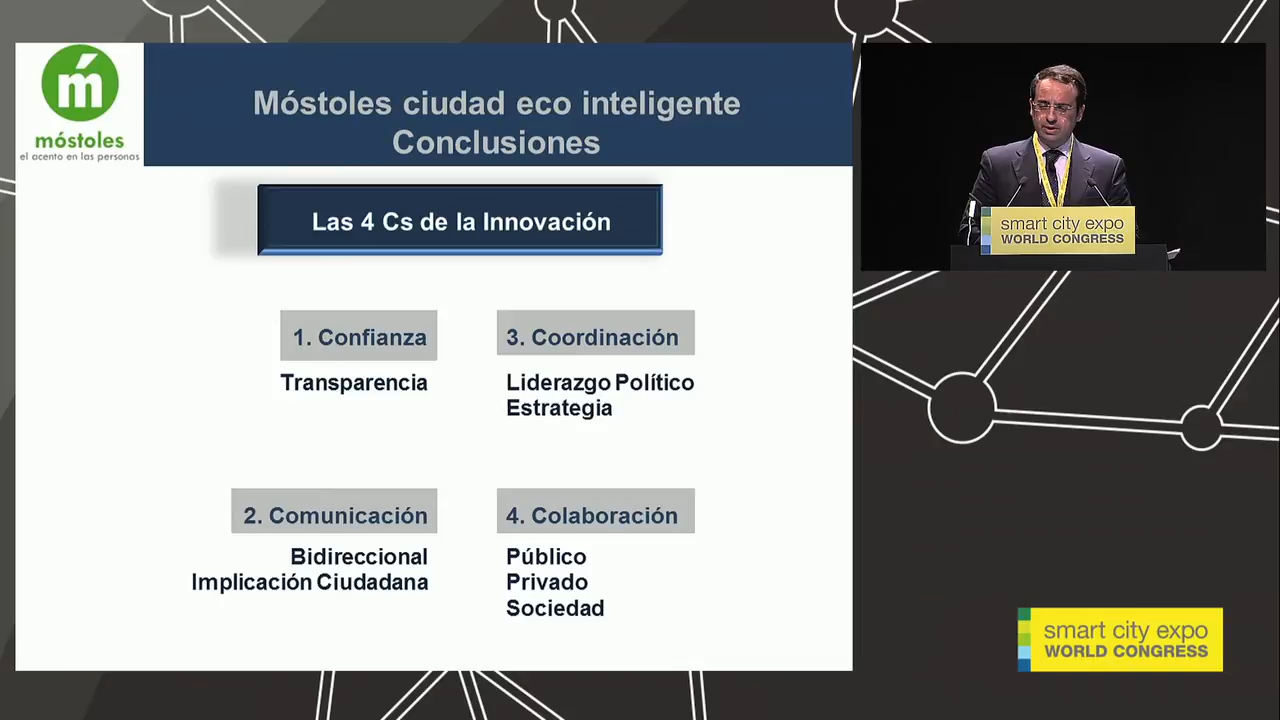 ḿ
móstoles
el acento en las personas
Móstoles ciudad eco inteligente
Conclusiones
Las 4 Cs de la Innovación
1. Confianza
Transparencia
2. Comunicación
Bidireccional
Implicación Ciudadana
3. Coordinación
Liderazgo Político
Estrategia
4. Colaboración
Público
Privado
Sociedad
smart city expo
WORLD CONGRESS
smart city expo
WORLD CONGRESS